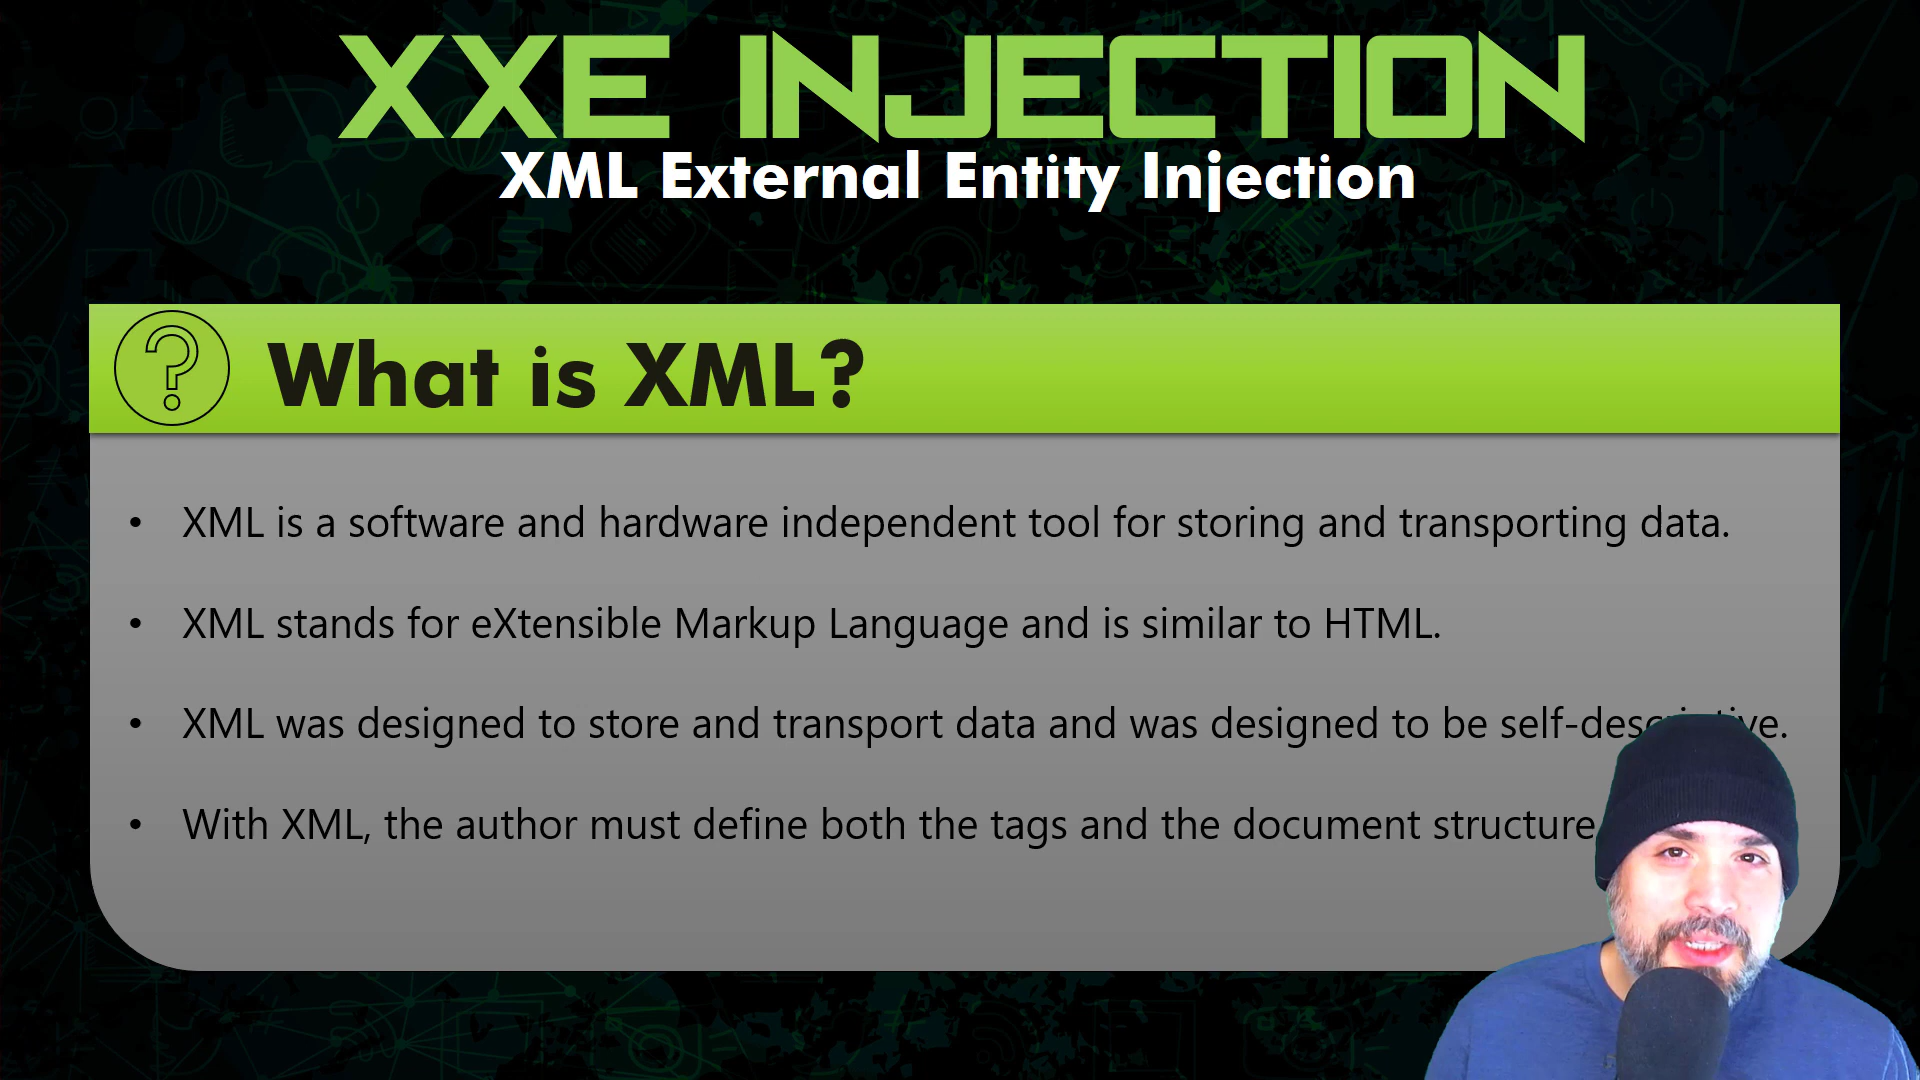 XXE INJECTION
XML External Entity Injection
What is XML?
• XML is a software and hardware independent tool for storing and transporting data.
• XML stands for eXtensible Markup Language and is similar to HTML.
• XML was designed to store and transport data and was designed to be self-descriptive.
• With XML, the author must define both the tags and the document structure